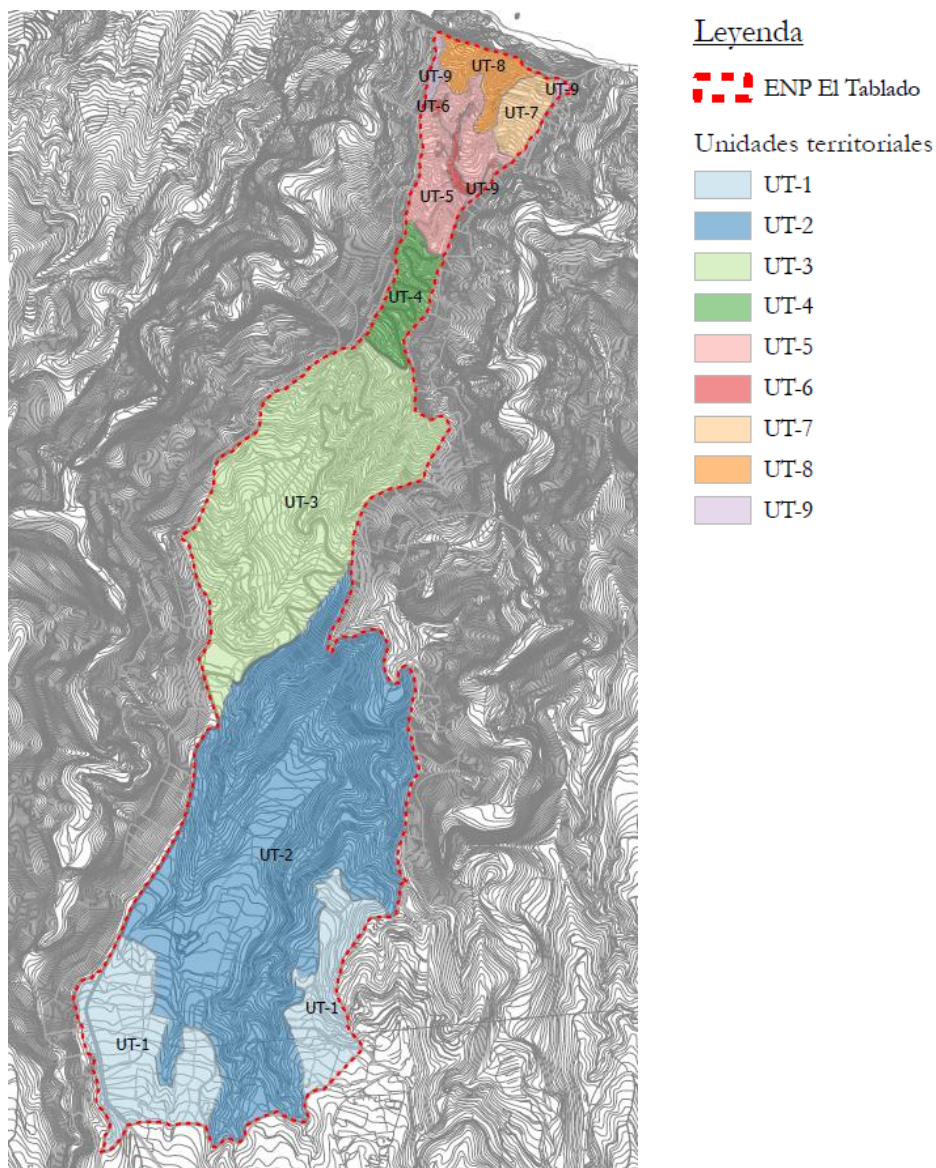 Leyenda
ENP El Tablado
Unidades territoriales
UT-1
UT-2
UT-3
UT-4
UT-5
UT-6
UT-7
UT-8
UT-9
UT-8
UT-9
UT-9
UT-6
UT-7
UT-9
UT-5
UT-4
UT-3
UT-2
UT-1
UT-1